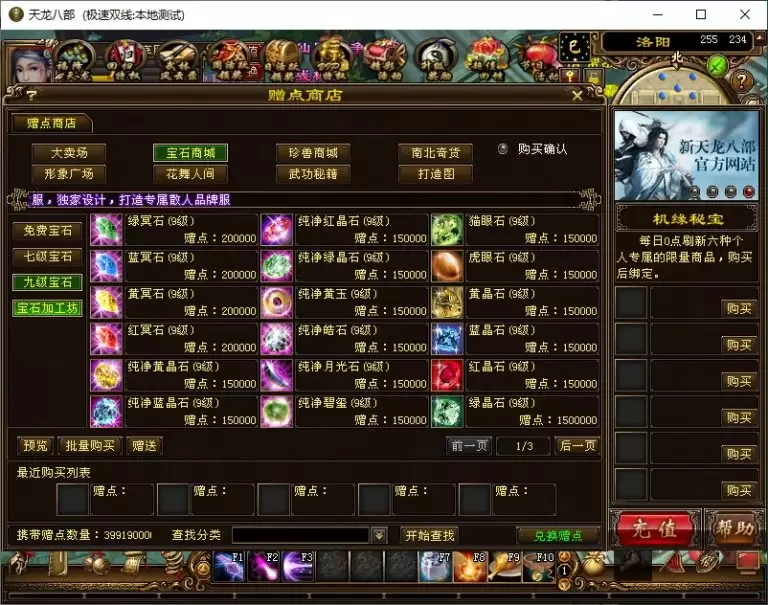 天龙八部 (极速双线:本地测试)
洛阳 255 234
北
赠点商店
赠点商店
大卖场 宝石商城 珍兽商城 南北奇货 购买确认
形象广场 花舞人间 武功秘籍 打造图
服，独家设计，打造专属散人品牌服
免费宝石
七级宝石
九级宝石
宝石加工坊
绿冥石(9级) 纯净红晶石(9级) 猫眼石(9级)
赠点：200000 赠点：150000 赠点：150000
蓝冥石(9级) 纯净绿晶石(9级) 虎眼石(9级)
赠点：200000 赠点：150000 赠点：150000
黄冥石(9级) 纯净黄玉(9级) 黄晶石(9级)
赠点：200000 赠点：150000 赠点：150000
红冥石(9级) 纯净皓石(9级) 蓝晶石(9级)
赠点：200000 赠点：150000 赠点：150000
纯净黄晶石(9级) 纯净月光石(9级) 红晶石(9级)
赠点：150000 赠点：150000 赠点：150000
纯净蓝晶石(9级) 纯净碧玺(9级) 绿晶石(9级)
赠点：150000 赠点：150000 赠点：1500000
预览 批量购买 赠送 前一页 1/3 后一页
最近购买列表
赠点： 赠点： 赠点： 赠点： 赠点：
携带赠点数量：39919000 查找分类 开始查找 兑换赠点
新天龙八部
官方网站
机缘秘宝
每日0点刷新六种个
人专属的限量商品，购买
后绑定。
购买
购买
购买
购买
购买
购买
充值 帮助
F1 F2 F3 F7 F8 F9 F10
1